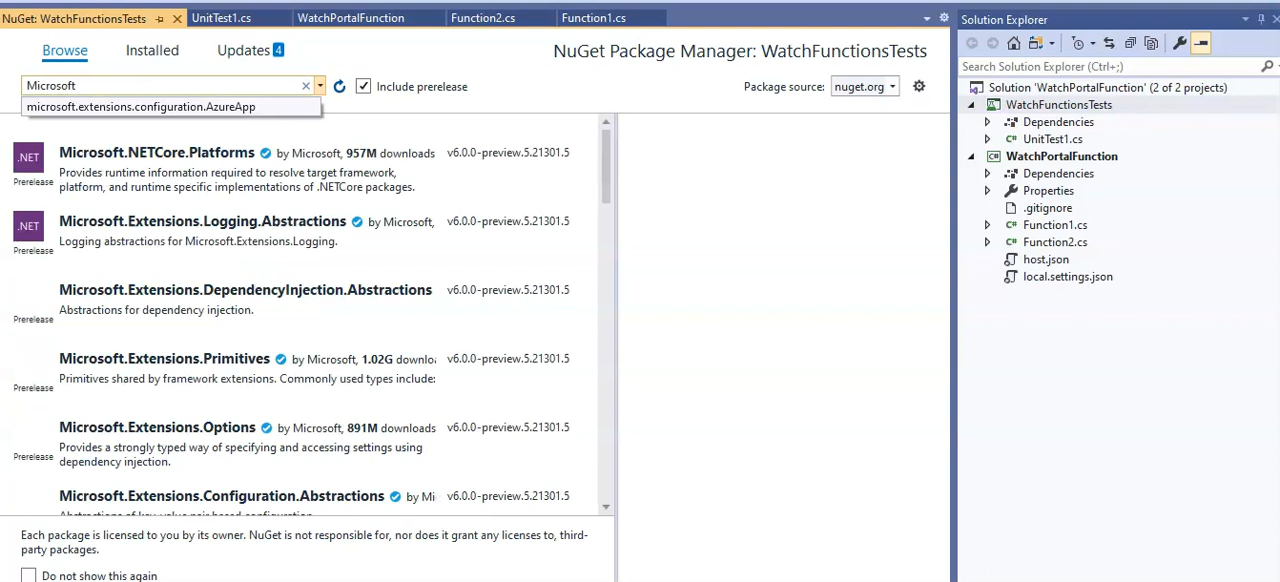 NuGet: WatchFunctionsTests
UnitTest1.cs
WatchPortalFunction
Function2.cs
Function1.cs
Browse
Installed
Updates 4
NuGet Package Manager: WatchFunctionsTests
Microsoft
Include prerelease
Package source: nuget.org
microsoft.extensions.configuration.AzureApp
.NET
Prerelease
Microsoft.NETCore.Platforms by Microsoft, 957M downloads v6.0.0-preview.5.21301.5
Provides runtime information required to resolve target framework,
platform, and runtime specific implementations of .NETCore packages.
.NET
Prerelease
Microsoft.Extensions.Logging.Abstractions by Microsoft, v6.0.0-preview.5.21301.5
Logging abstractions for Microsoft.Extensions.Logging.
Microsoft.Extensions.DependencyInjection.Abstractions v6.0.0-preview.5.21301.5
Abstractions for dependency injection.
Prerelease
Microsoft.Extensions.Primitives by Microsoft, 1.02G downlo v6.0.0-preview.5.21301.5
Primitives shared by framework extensions. Commonly used types include:
Prerelease
Microsoft.Extensions.Options by Microsoft, 891M downloads v6.0.0-preview.5.21301.5
Provides a strongly typed way of specifying and accessing settings using
dependency injection.
Prerelease
Microsoft.Extensions.Configuration.Abstractions by Mi v6.0.0-preview.5.21301.5
Abstractions of key-value pair based configuration.
Each package is licensed to you by its owner. NuGet is not responsible for, nor does it grant any licenses to, third-
party packages.
Do not show this again
Solution Explorer
Search Solution Explorer (Ctrl+;)
Solution 'WatchPortalFunction' (2 of 2 projects)
WatchFunctionsTests
Dependencies
C# UnitTest1.cs
C# WatchPortalFunction
Dependencies
Properties
.gitignore
C# Function1.cs
C# Function2.cs
host.json
local.settings.json